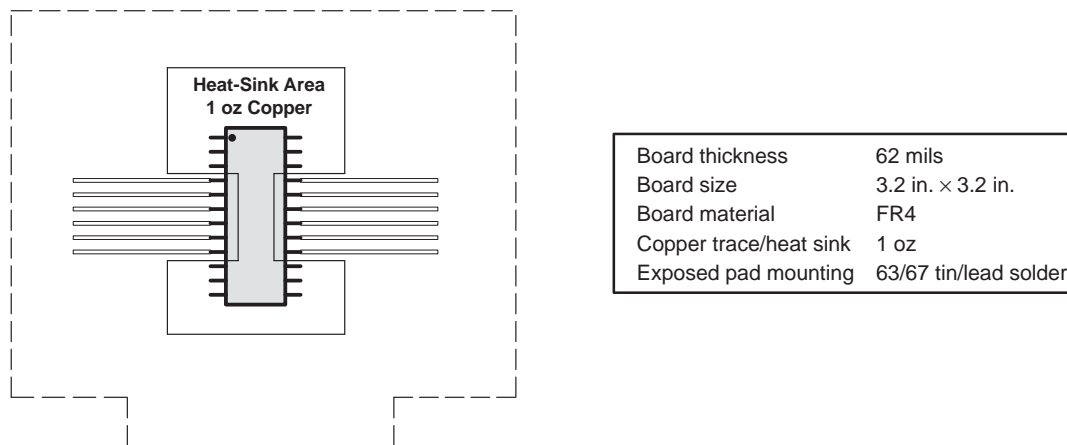 Heat-Sink Area
1 oz Copper
Board thickness 62 mils
Board size 3.2 in. × 3.2 in.
Board material FR4
Copper trace/heat sink 1 oz
Exposed pad mounting 63/67 tin/lead solder